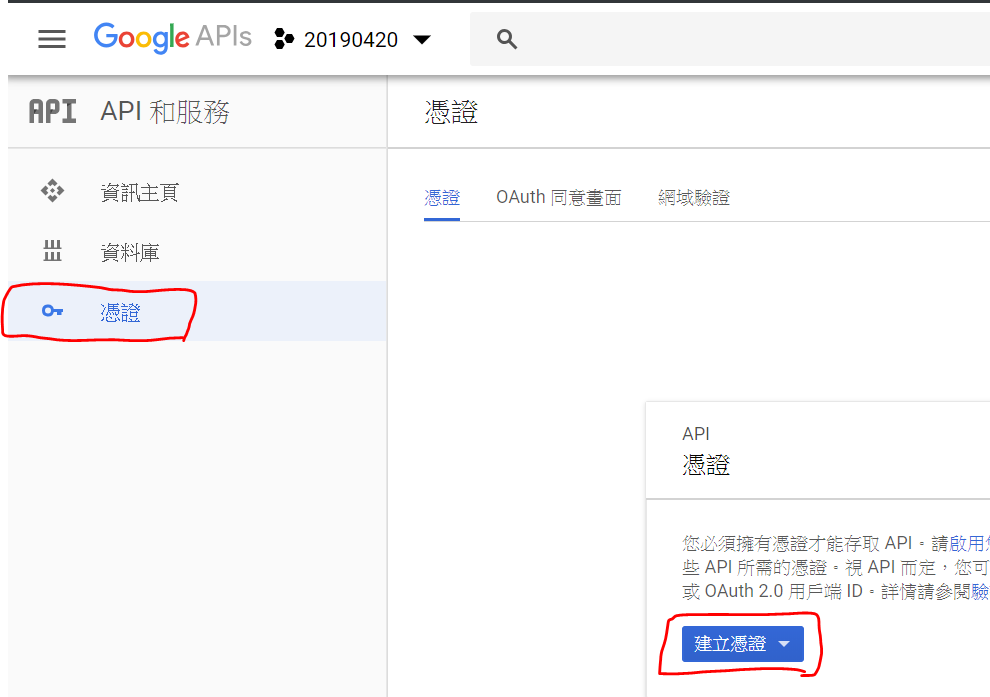 Google APIs 20190420
API API 和服務
憑證
資訊主頁
資料庫
憑證
憑證 OAuth 同意畫面 網域驗證
API
憑證
您必須擁有憑證才能存取 API。請啟用
些 API 所需的憑證。視 API 而定，您可
或 OAuth 2.0 用戶端 ID。詳情請參閱驗
建立憑證